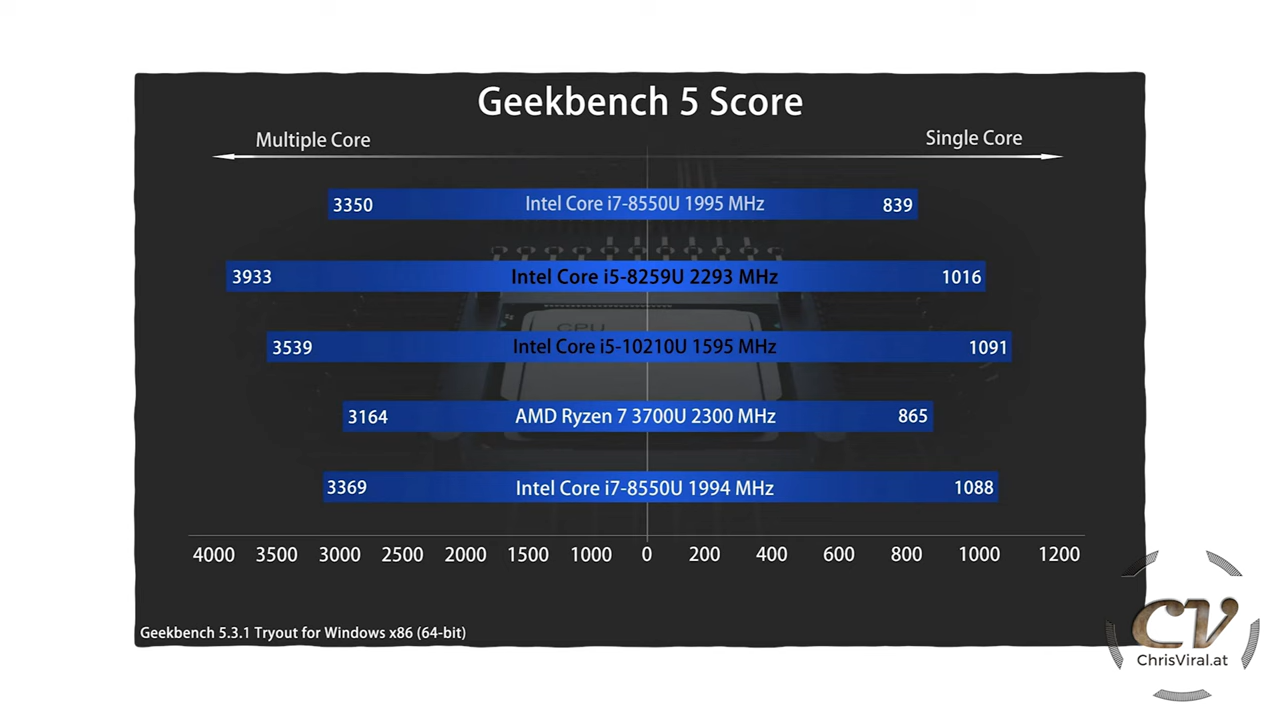 Geekbench 5 Score
Multiple Core
Single Core
3350 Intel Core i7-8550U 1995 MHz 839
3933 Intel Core i5-8259U 2293 MHz 1016
CPU
3539 Intel Core i5-10210U 1595 MHz 1091
3164 AMD Ryzen 7 3700U 2300 MHz 865
3369 Intel Core i7-8550U 1994 MHz 1088
4000 3500 3000 2500 2000 1500 1000 0 200 400 600 800 1000 1200
Geekbench 5.3.1 Tryout for Windows x86 (64-bit)
CV
ChrisViral.at